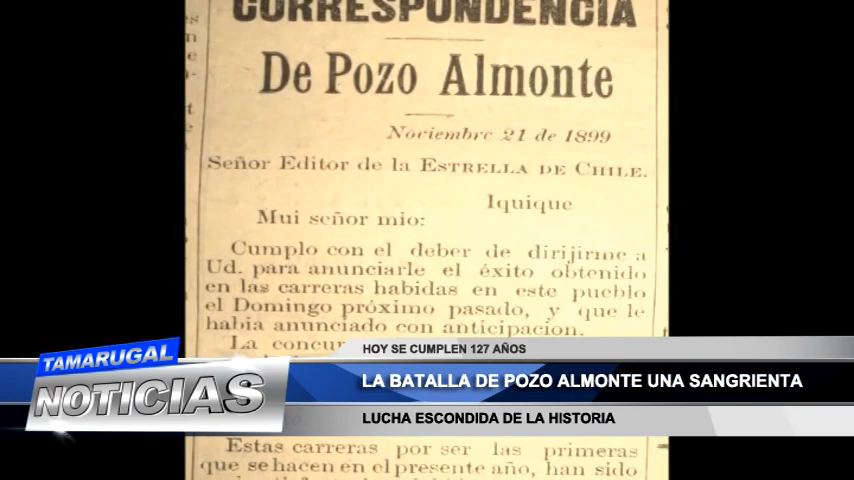 CORRESPONDENCIA
De Pozo Almonte
Noviembre 21 de 1899
Señor Editor de la ESTRELLA DE CHILE.
Iquique
Mui señor mio:
Cumplo con el deber de dirijirme a
Ud. para anunciarle el éxito obtenido
en las carreras habidas en este pueblo
el Domingo próximo pasado, y que le
habia anunciado con anticipacion.
La concur
HOY SE CUMPLEN 127 AÑOS
TAMARUGAL
NOTICIAS
LA BATALLA DE POZO ALMONTE UNA SANGRIENTA
LUCHA ESCONDIDA DE LA HISTORIA
Estas carreras por ser las primeras
que se hacen en el presente año, han sido